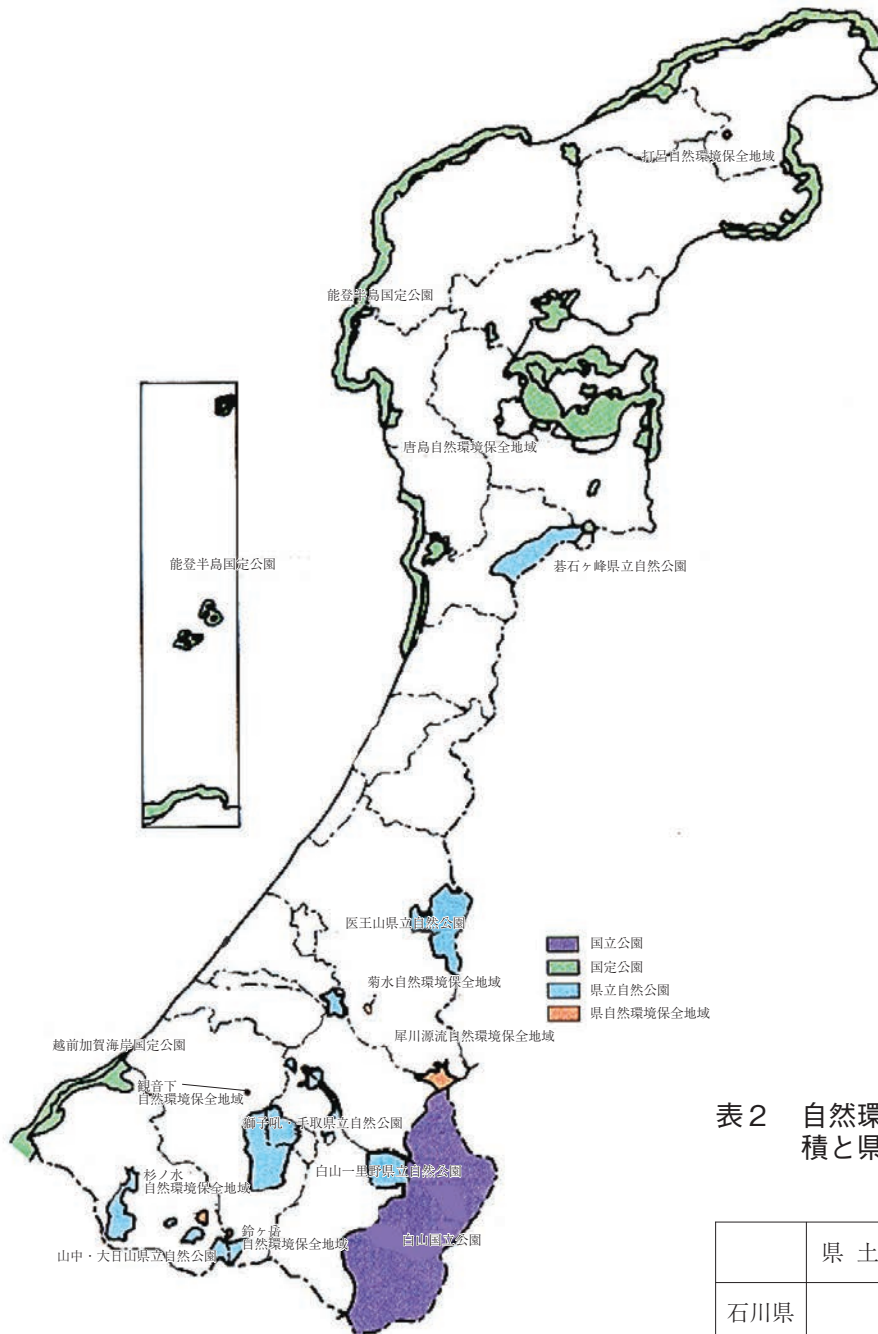 打呂自然環境保全地域
能登半島国定公園
唐島自然環境保全地域
能登半島国定公園
碁石ヶ峰県立自然公園
医王山県立自然公園
国立公園
国定公園
県立自然公園
県自然環境保全地域
菊水自然環境保全地域
犀川源流自然環境保全地域
越前加賀海岸国定公園
観音下
自然環境保全地域
獅子吼・手取県立自然公園
白山一里野県立自然公園
杉ノ水
自然環境保全地域
鈴ヶ岳
自然環境保全地域
白山国立公園
山中・大日山県立自然公園
表2 自然環
積と県
県 土
石川県